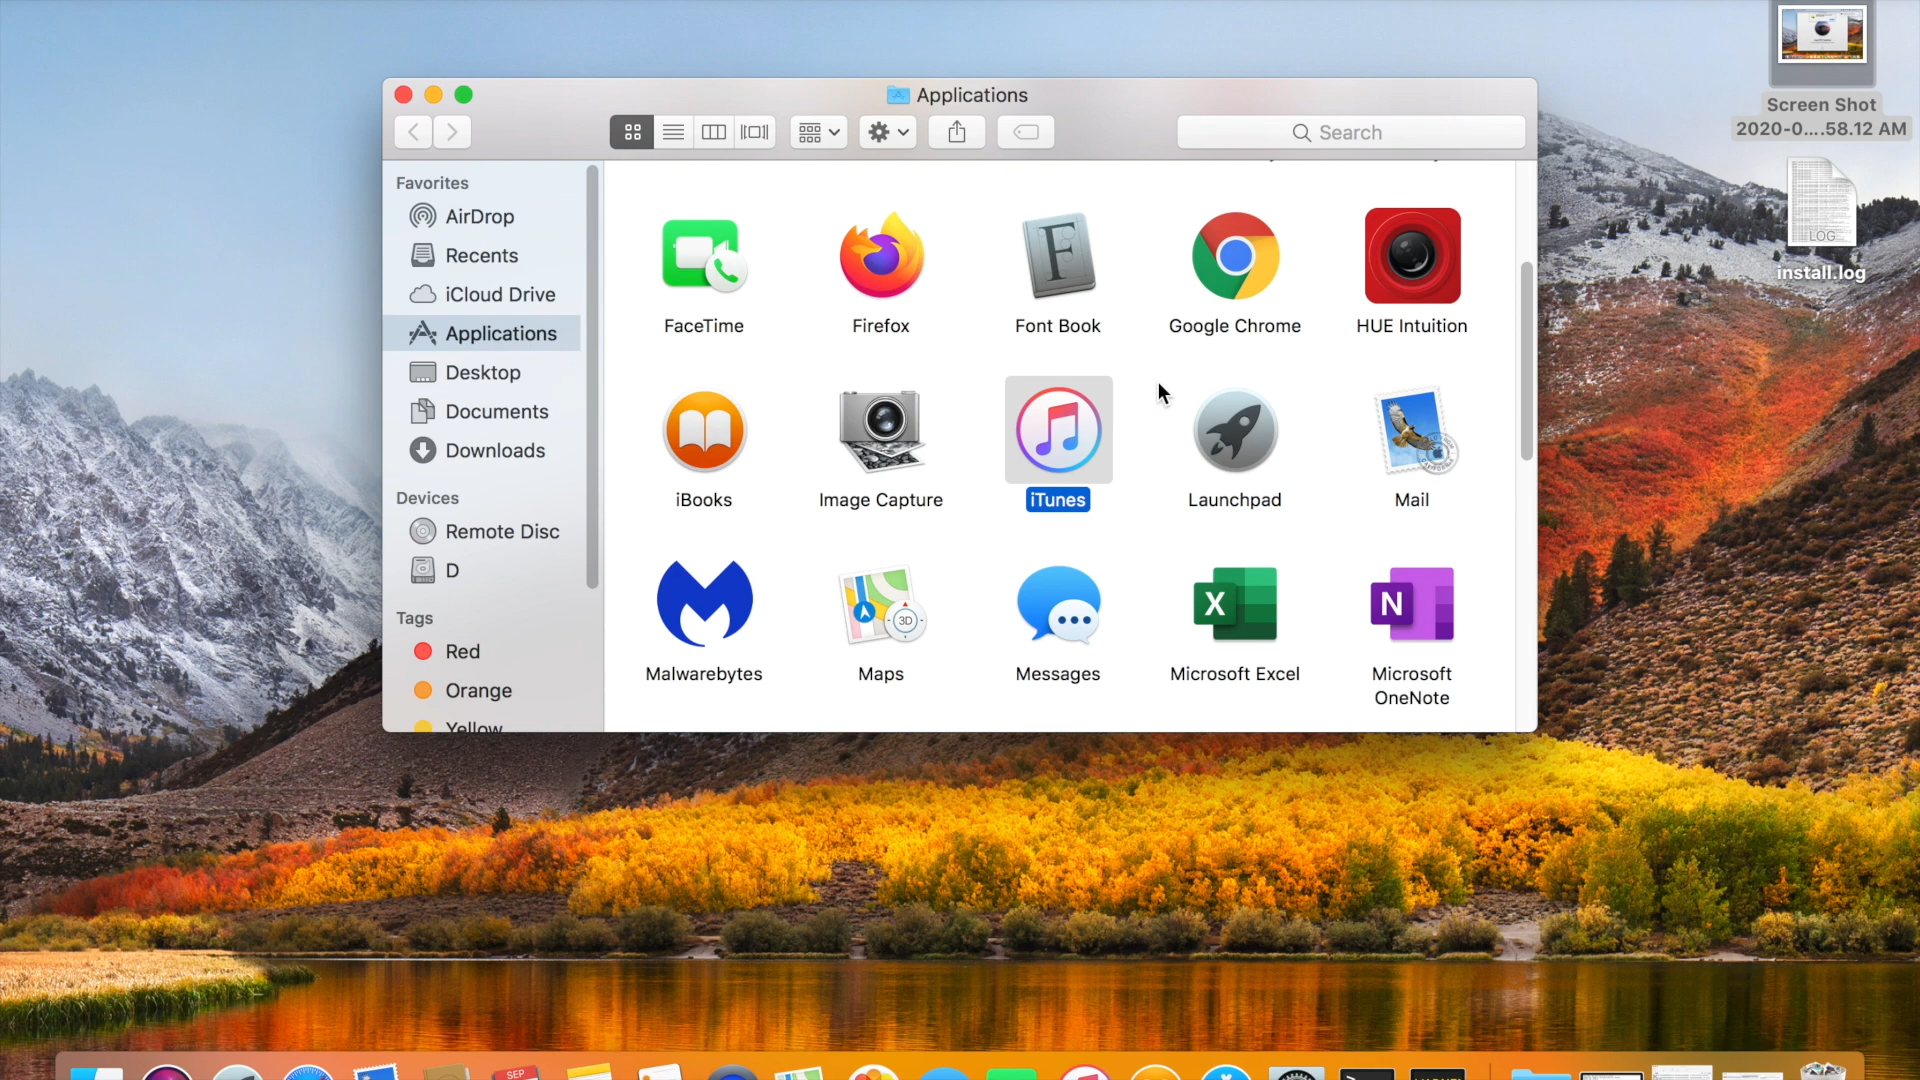 Applications
Search
Screen Shot
2020-0....58.12 AM
LOG
install.log
Favorites
AirDrop
Recents
iCloud Drive
Applications
Desktop
Documents
Downloads
Devices
Remote Disc
D
Tags
Red
Orange
Yellow
FaceTime
Firefox
F
Font Book
Google Chrome
HUE Intuition
iBooks
Image Capture
iTunes
Launchpad
Mail
Malwarebytes
3D
Maps
Messages
X
Microsoft Excel
N
Microsoft
OneNote
SEP